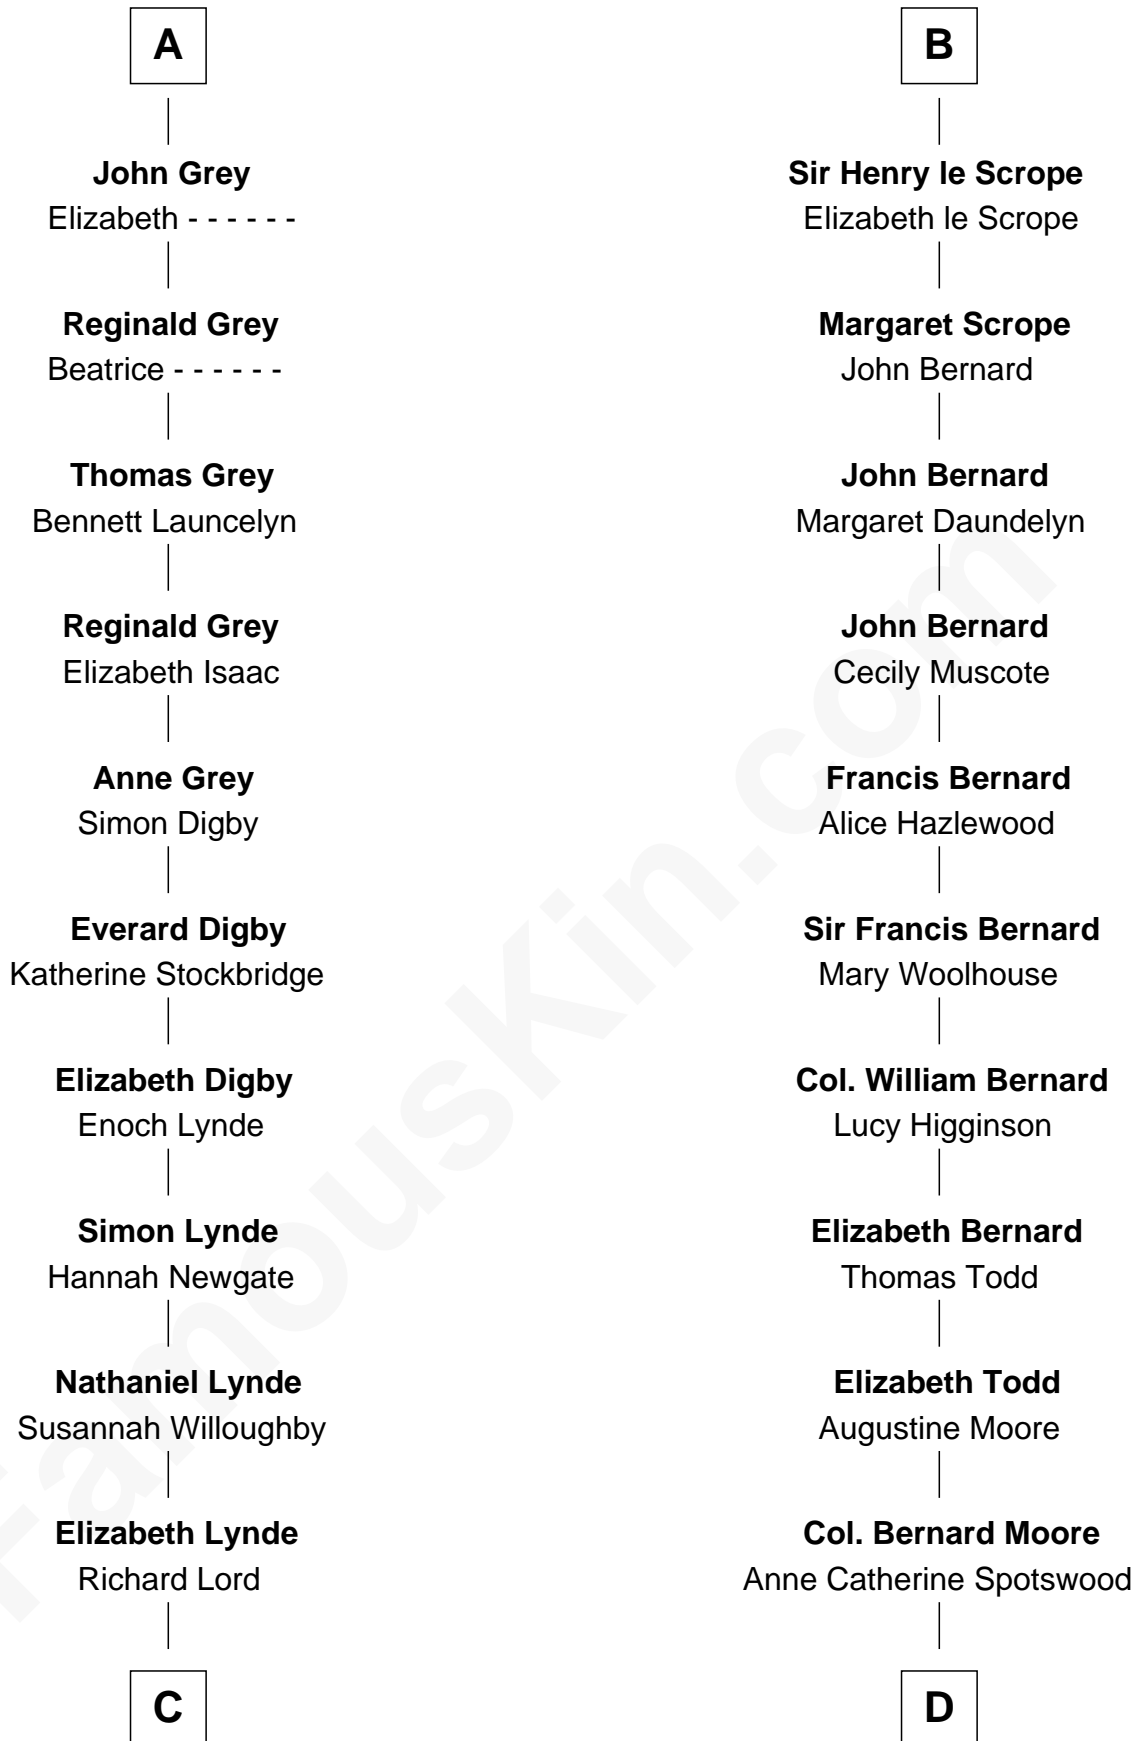 A
John Grey
Elizabeth - - - - - -
Reginald Grey
Beatrice - - - - - -
Thomas Grey
Bennett Launcelyn
Reginald Grey
Elizabeth Isaac
Anne Grey
Simon Digby
Everard Digby
Katherine Stockbridge
Elizabeth Digby
Enoch Lynde
Simon Lynde
Hannah Newgate
Nathaniel Lynde
Susannah Willoughby
Elizabeth Lynde
Richard Lord
C
B
Sir Henry le Scrope
Elizabeth le Scrope
Margaret Scrope
John Bernard
John Bernard
Margaret Daundelyn
John Bernard
Cecily Muscote
Francis Bernard
Alice Hazlewood
Sir Francis Bernard
Mary Woolhouse
Col. William Bernard
Lucy Higginson
Elizabeth Bernard
Thomas Todd
Elizabeth Todd
Augustine Moore
Col. Bernard Moore
Anne Catherine Spotswood
D
FamousKin.com